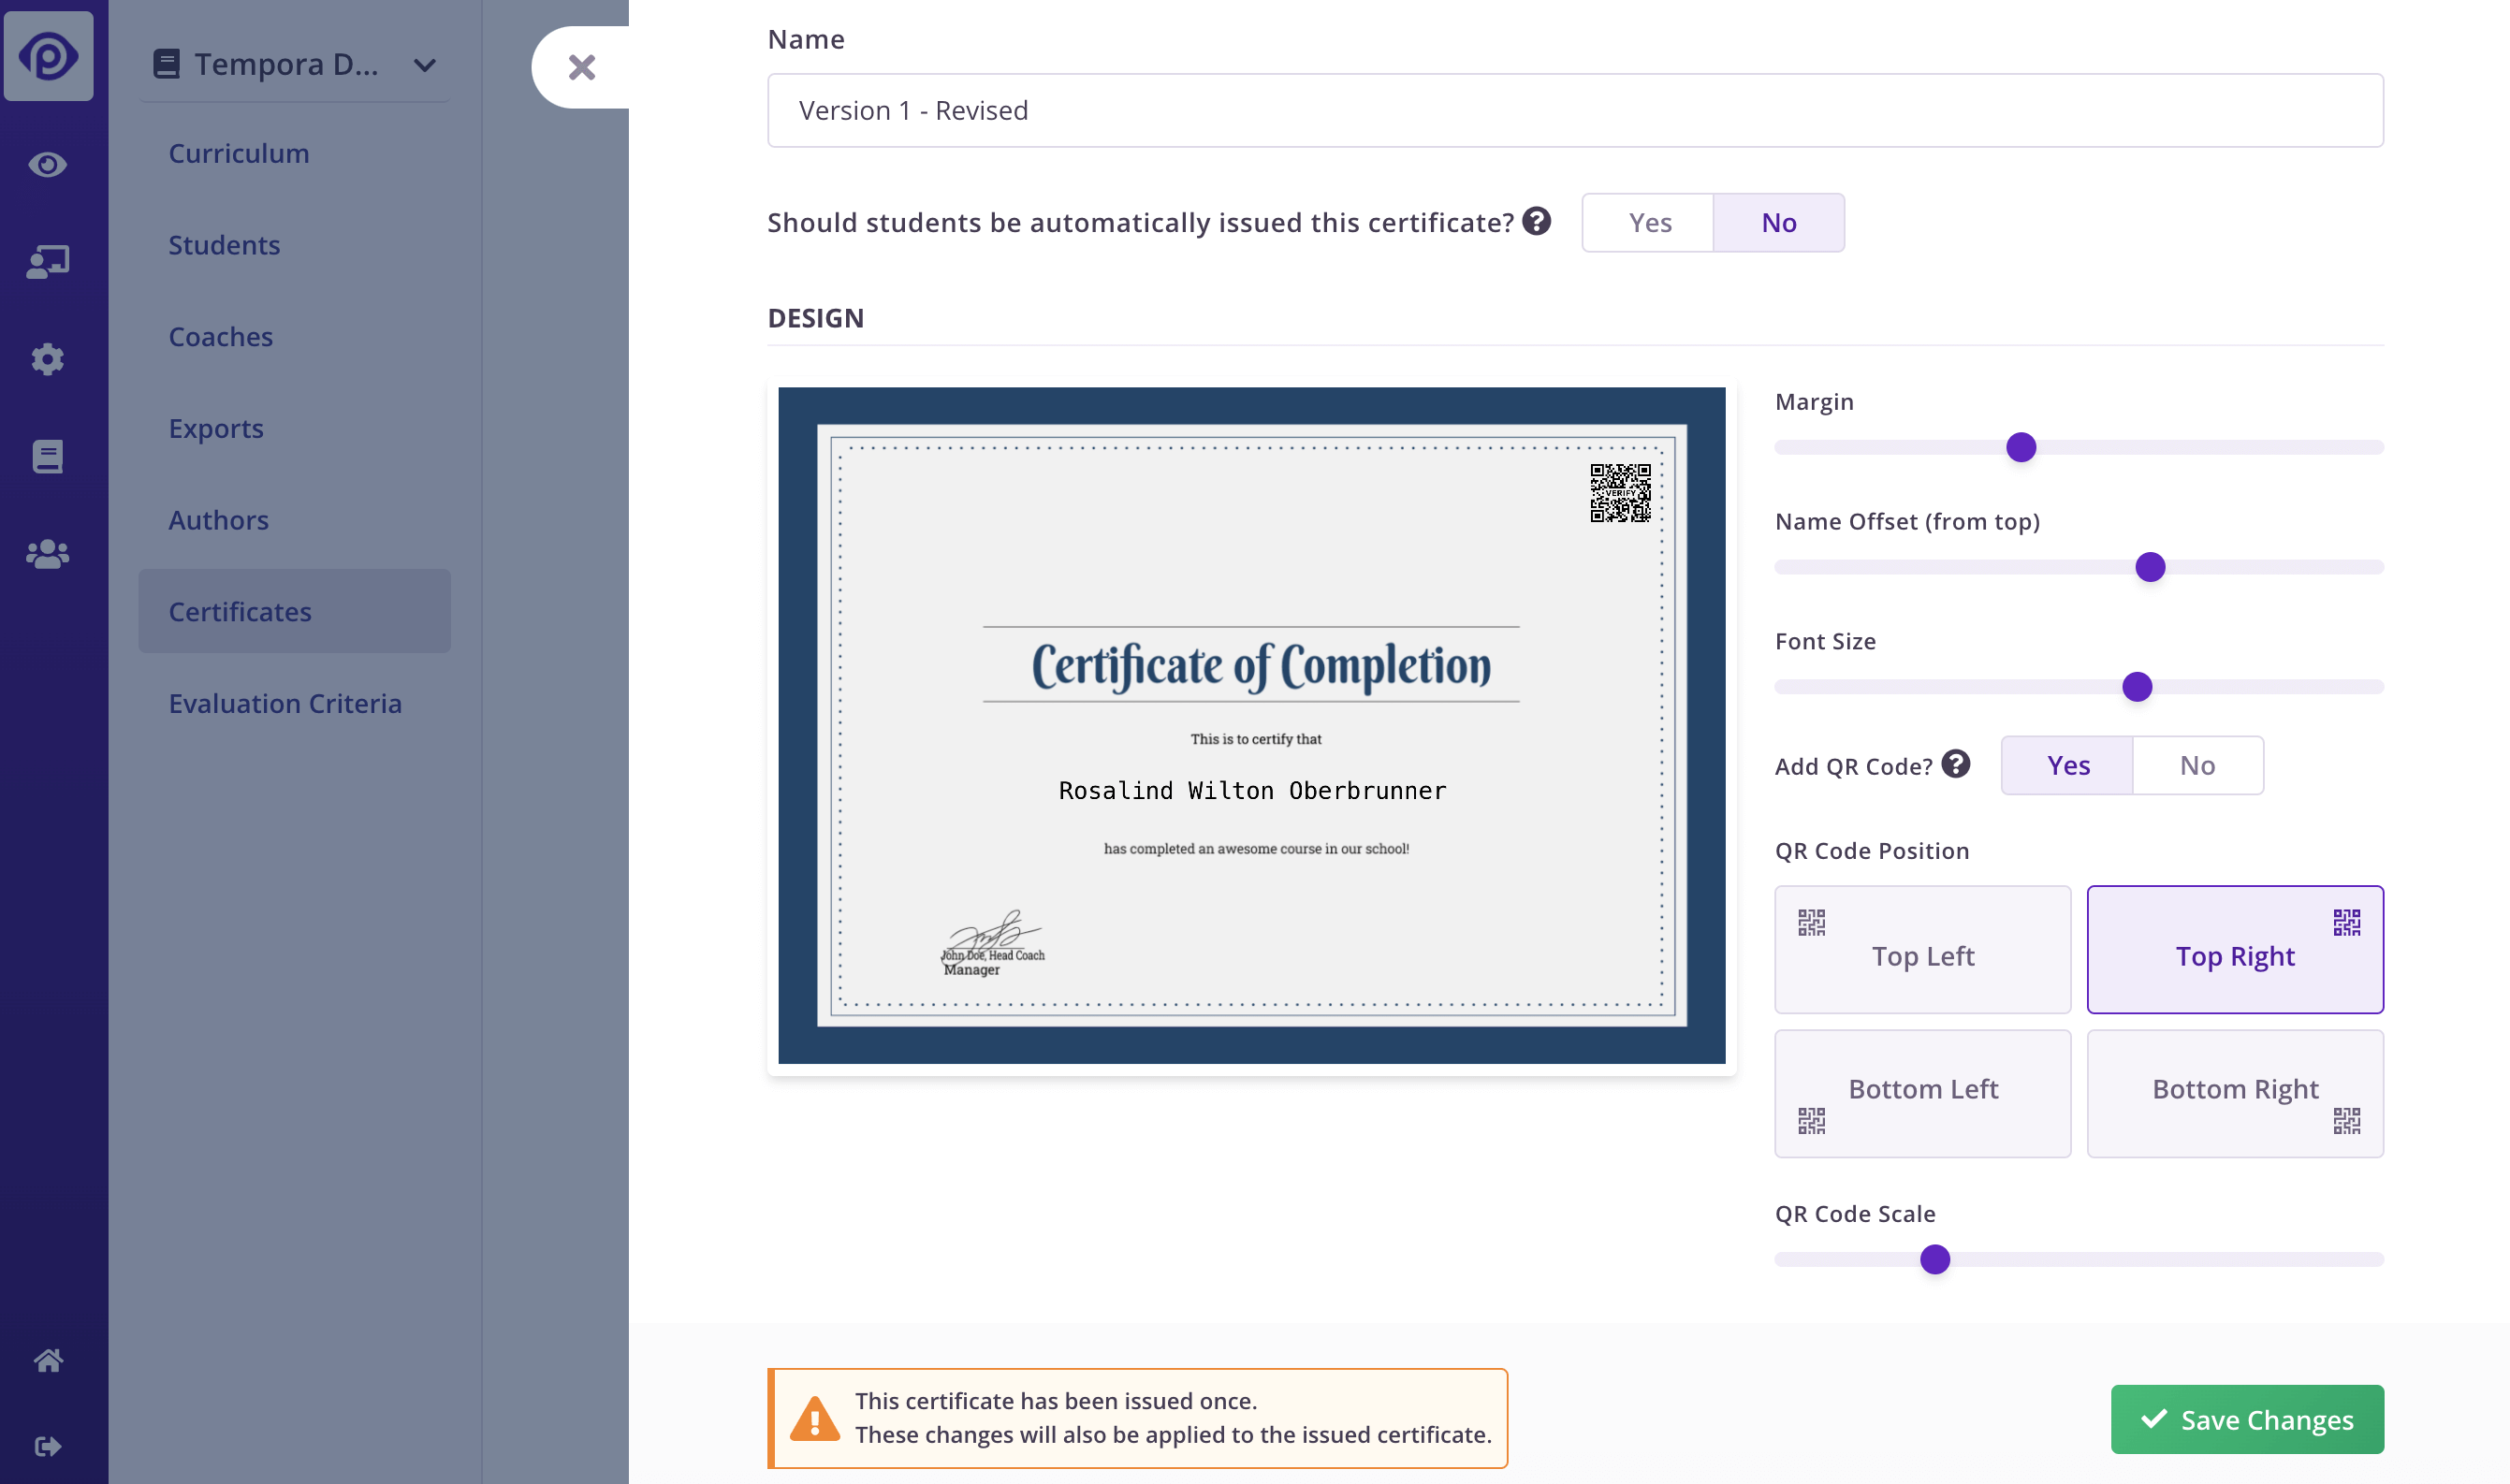 Tempora D...
Curriculum
Students
Coaches
Exports
Authors
Certificates
Evaluation Criteria
Name
Version 1 - Revised
Should students be automatically issued this certificate? Yes No
DESIGN
VERIFY
Certificate of Completion
This is to certify that
Rosalind Wilton Oberbrunner
has completed an awesome course in our school!
John Doe, Head Coach
Manager
Margin
Name Offset (from top)
Font Size
Add QR Code? Yes No
QR Code Position
Top Left Top Right
Bottom Left Bottom Right
QR Code Scale
This certificate has been issued once.
These changes will also be applied to the issued certificate.
Save Changes